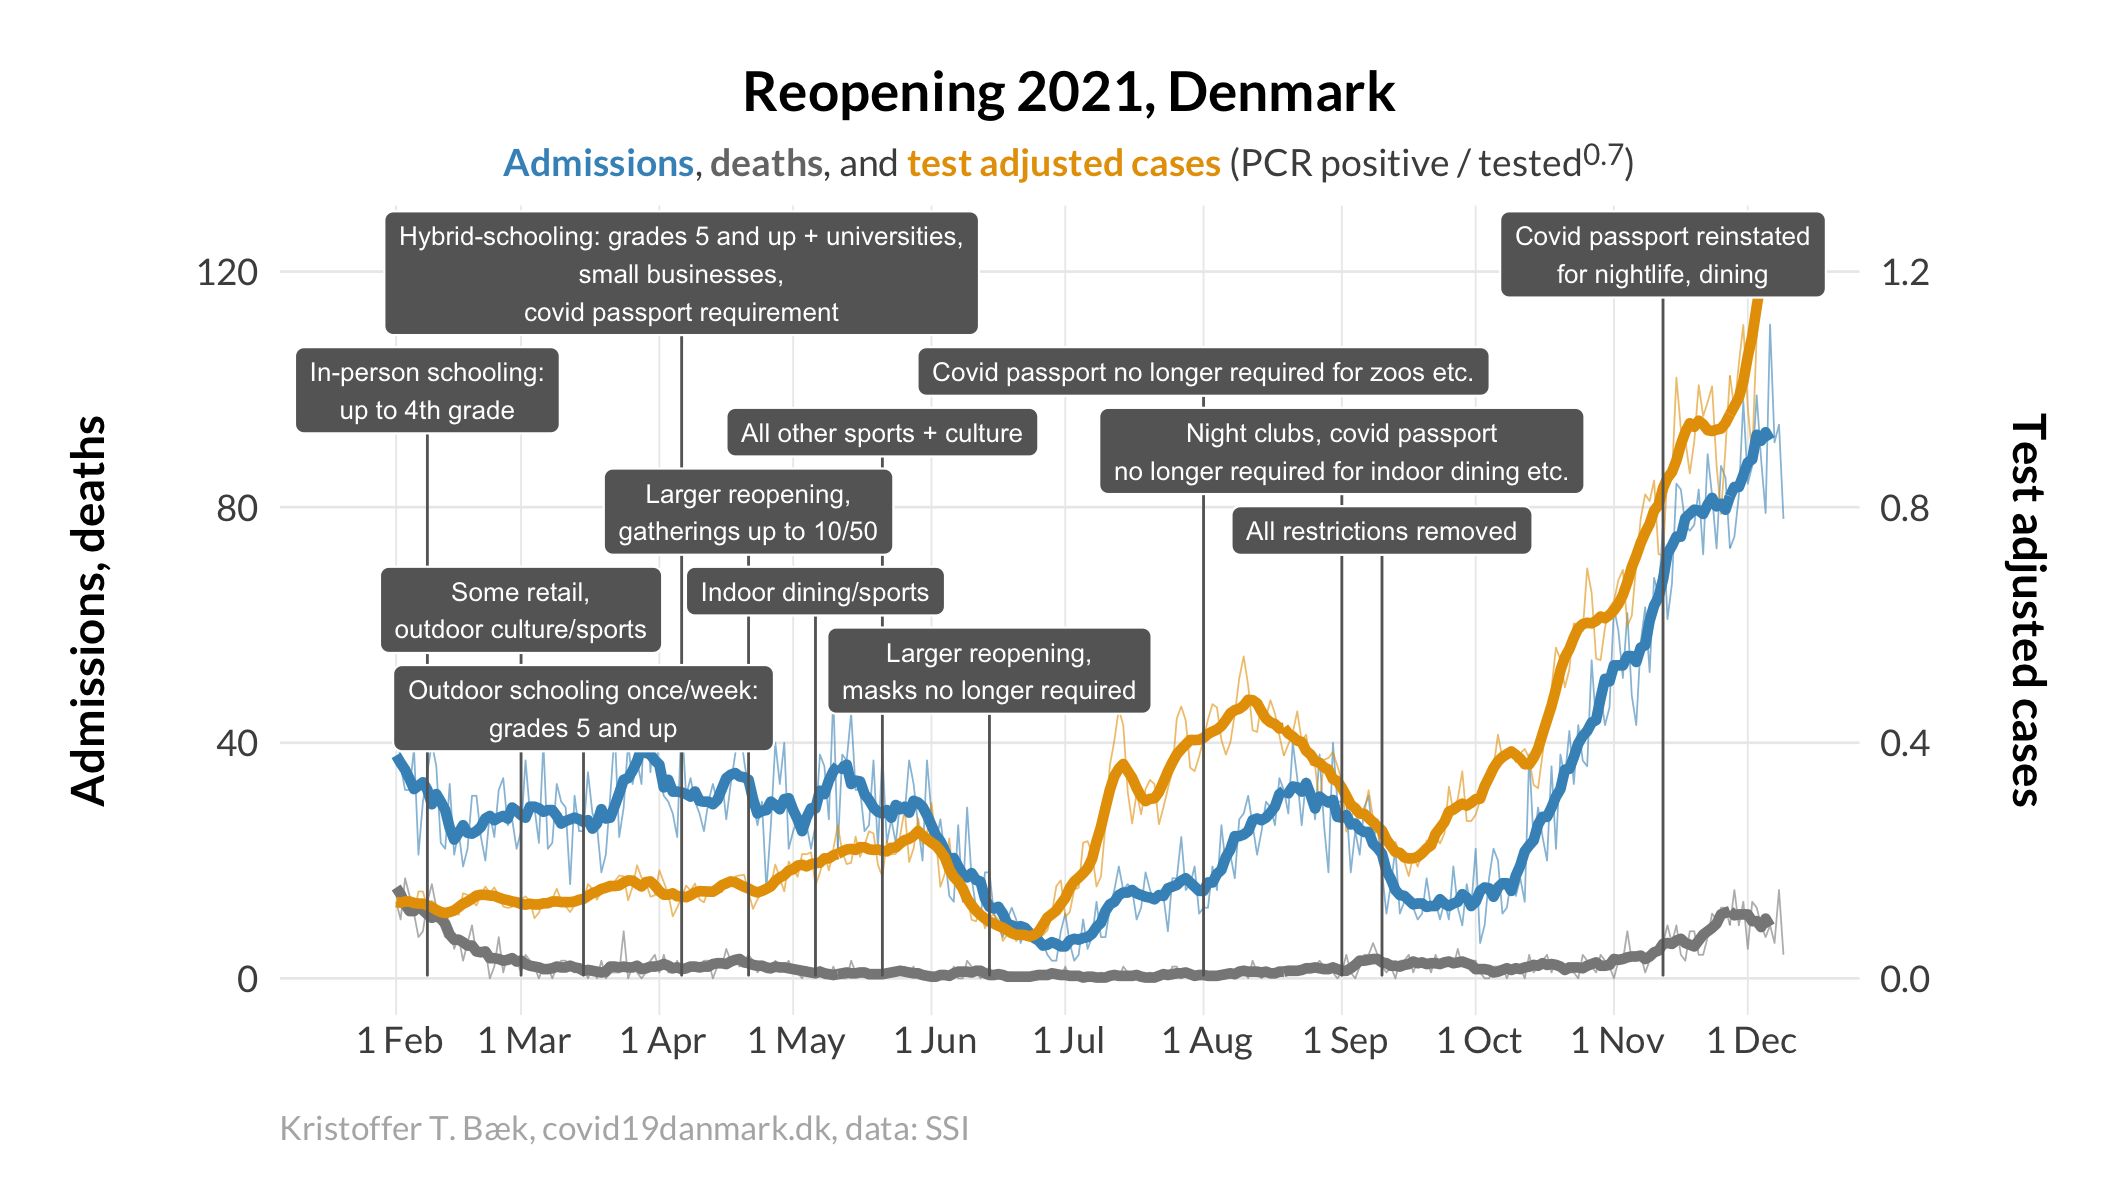 Reopening 2021, Denmark
Admissions, deaths, and test adjusted cases (PCR positive / tested^0.7)
Hybrid-schooling: grades 5 and up + universities,
small businesses,
covid passport requirement
Covid passport reinstated
for nightlife, dining
In-person schooling:
up to 4th grade
Covid passport no longer required for zoos etc.
All other sports + culture
Night clubs, covid passport
no longer required for indoor dining etc.
Larger reopening,
gatherings up to 10/50
All restrictions removed
Some retail,
outdoor culture/sports
Indoor dining/sports
Larger reopening,
masks no longer required
Outdoor schooling once/week:
grades 5 and up
Admissions, deaths
120
80
40
0
Test adjusted cases
1.2
0.8
0.4
0.0
1 Feb 1 Mar 1 Apr 1 May 1 Jun 1 Jul 1 Aug 1 Sep 1 Oct 1 Nov 1 Dec
Kristoffer T. Bæk, covid19danmark.dk, data: SSI